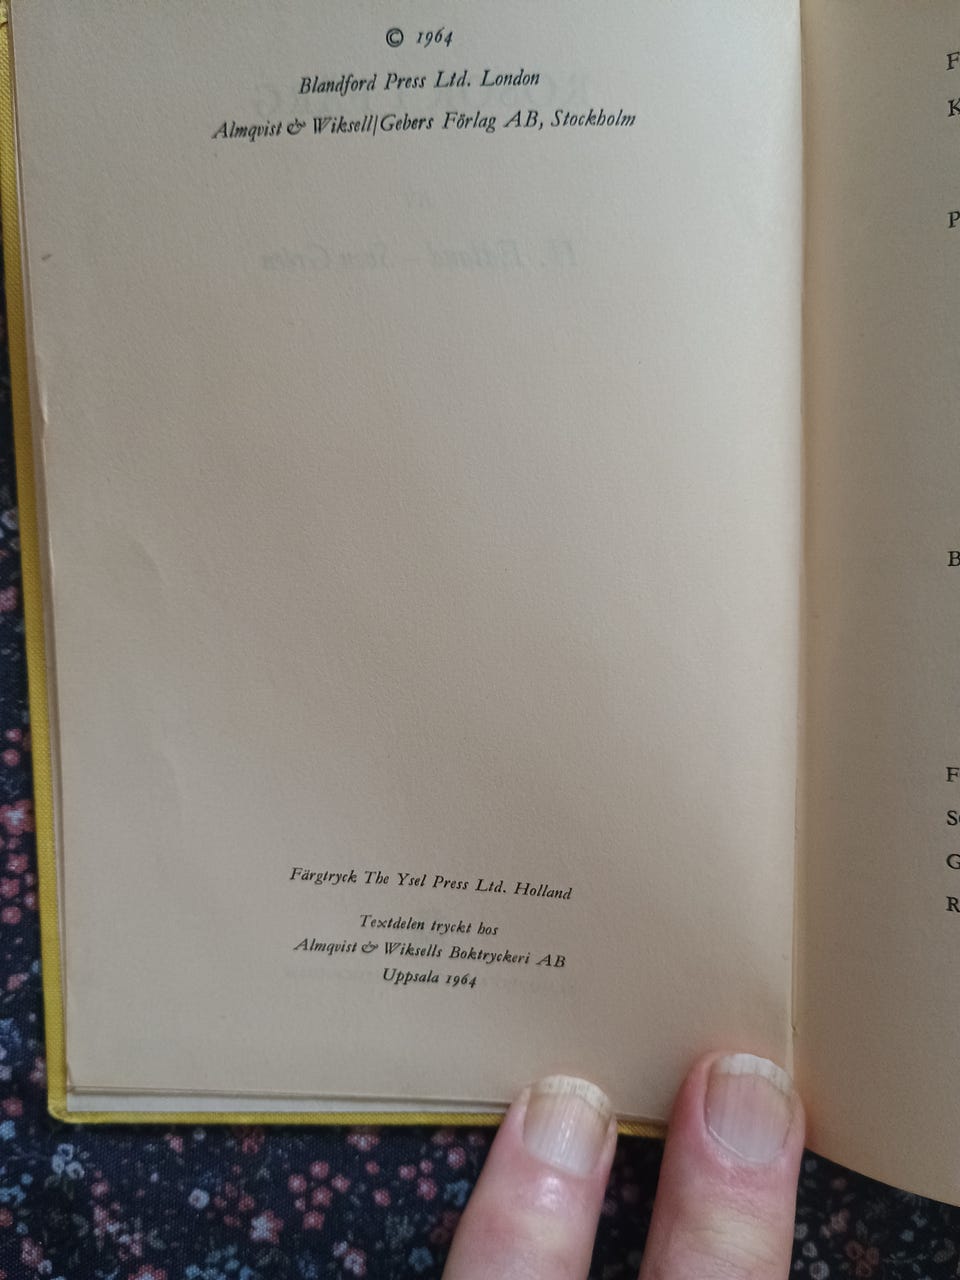 © 1964
Blandford Press Ltd. London
Almqvist & Wiksell/Gebers Förlag AB, Stockholm
Färgtryck The Ysel Press Ltd. Holland
Textdelen tryckt hos
Almqvist & Wiksells Boktryckeri AB
Uppsala 1964
F
K
P
B
F
S
G
R